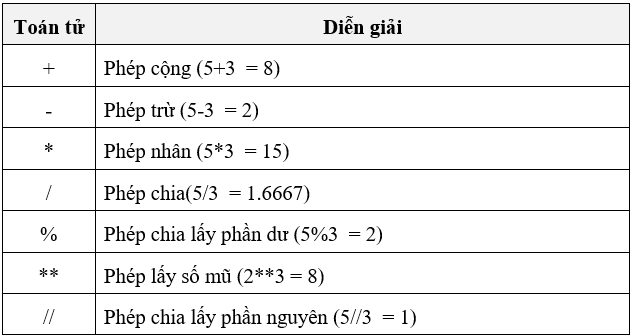 Toán tử Diễn giải
+ Phép cộng (5+3 = 8)
- Phép trừ (5-3 = 2)
* Phép nhân (5*3 = 15)
/ Phép chia(5/3 = 1.6667)
% Phép chia lấy phần dư (5%3 = 2)
** Phép lấy số mũ (2**3 = 8)
// Phép chia lấy phần nguyên (5//3 = 1)